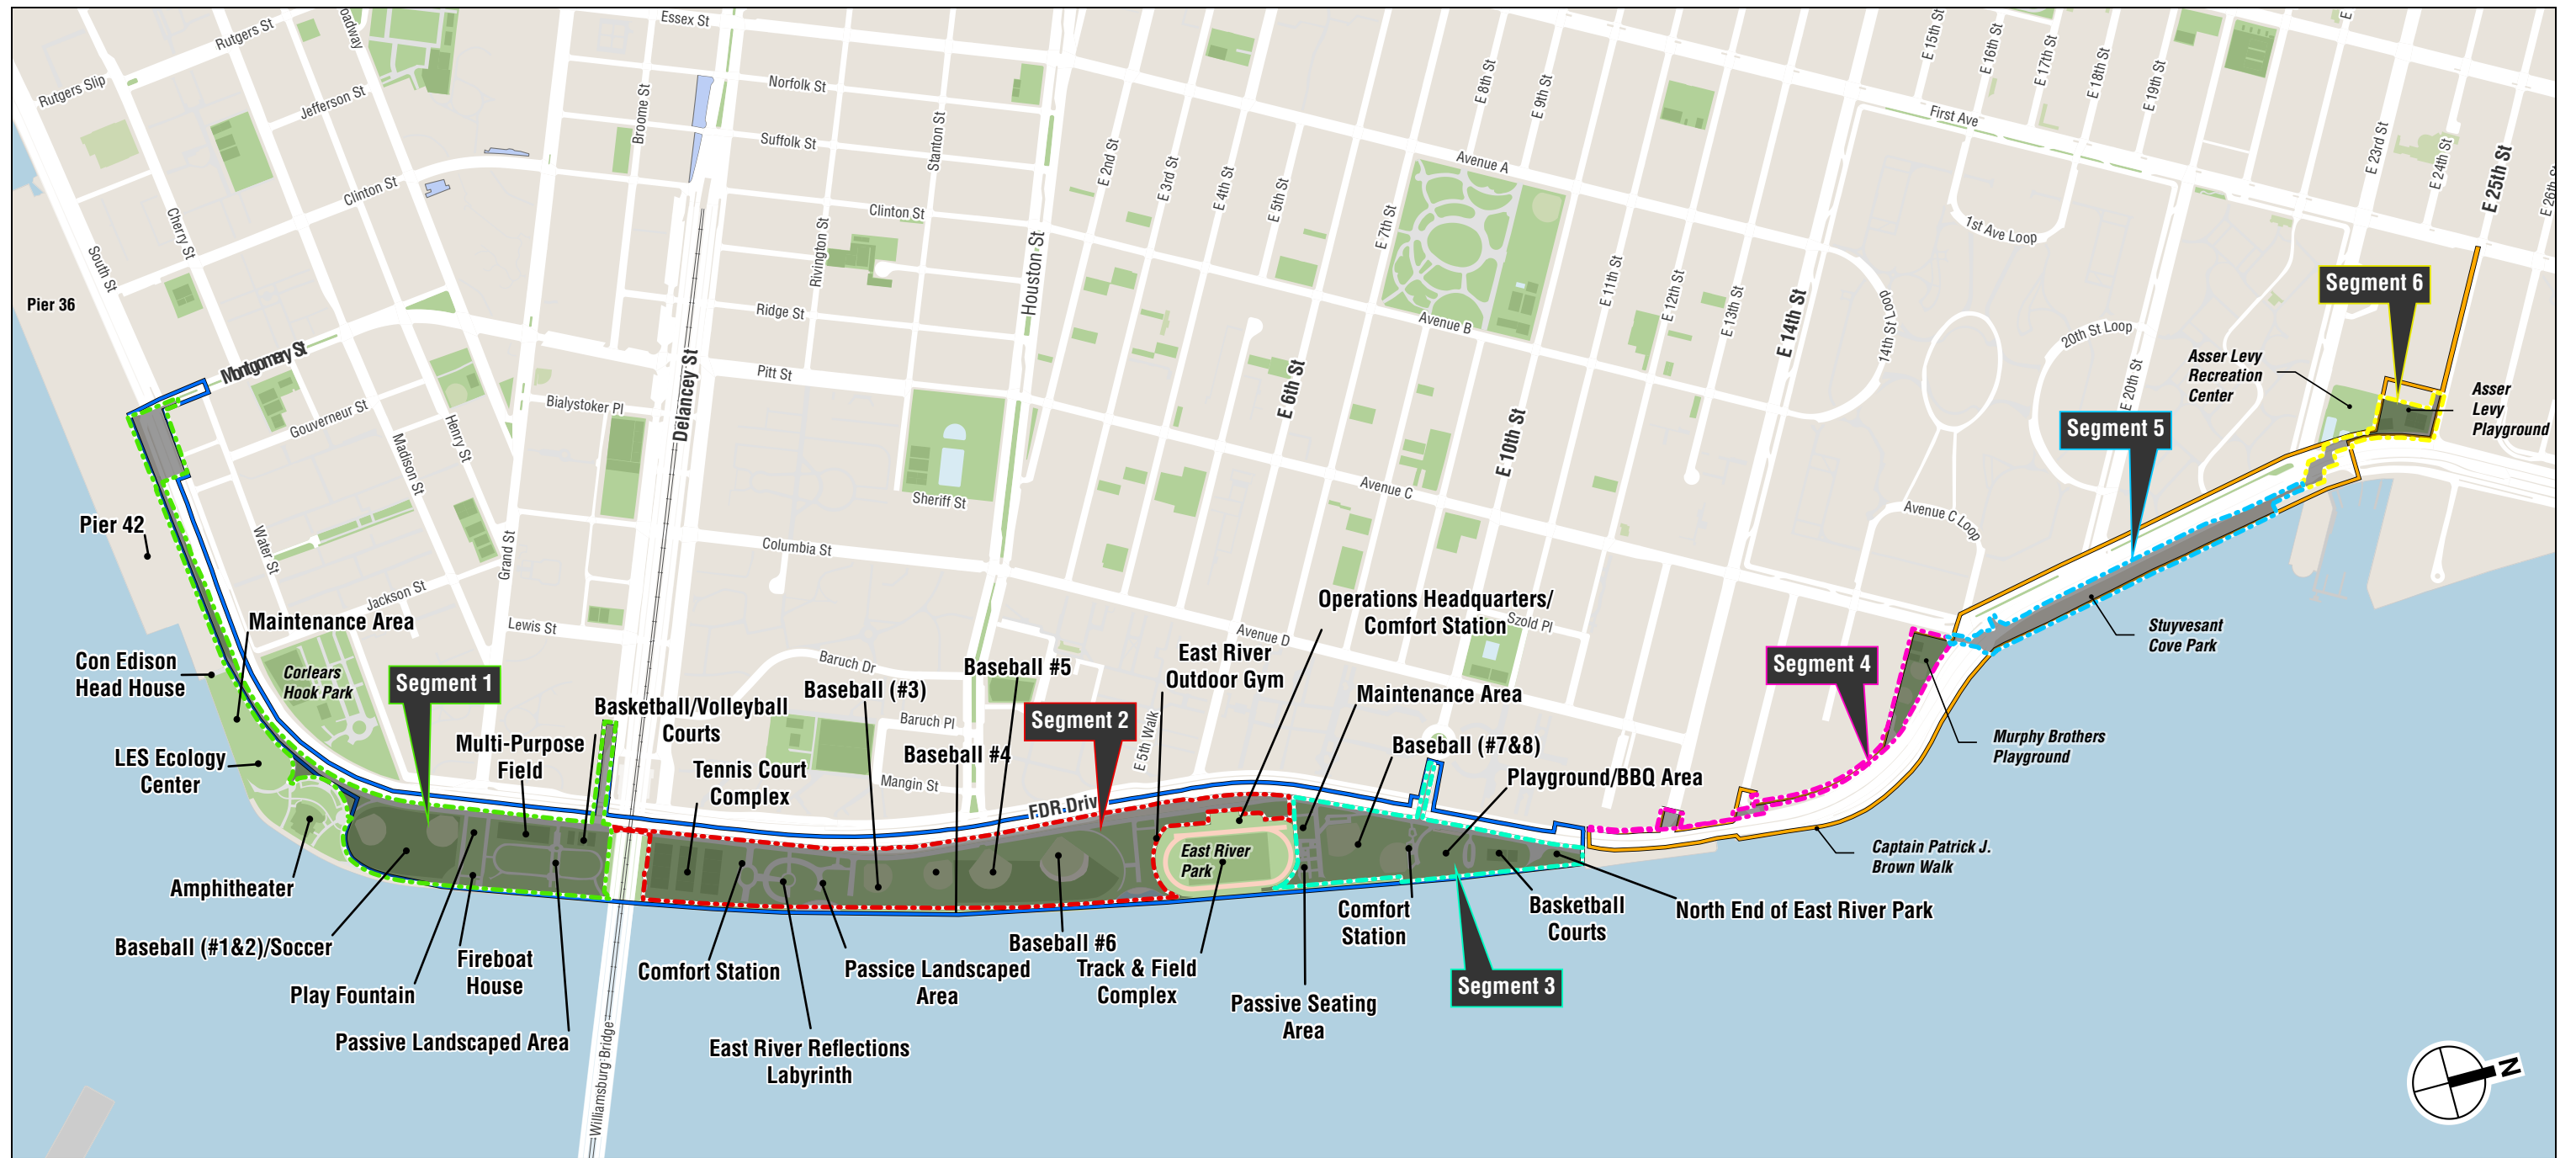 Rutgers St
Rutgers Slip
Jefferson St
Essex St
Norfolk St
Suffolk St
Clinton St
Broome St
Stanton St
Rivington St
Houston St
E 2nd St
E 3rd St
E 4th St
E 5th St
E 7th St
E 8th St
E 9th St
Avenue A
E 15th St
E 16th St
E 17th St
E 18th St
E 19th St
First Ave
E 23rd St
E 24th St
E 25th St
E 26th St
1st Ave Loop
14th St Loop
20th St Loop
E 20th St
Avenue C Loop
E 11th St
E 12th St
E 13th St
E 14th St
Avenue B
E 6th St
E 10th St
Avenue C
Avenue D
Szold Pl
Cherry St
South St
Clinton St
Pier 36
Montgomery St
Gouverneur St
Madison St
Henry St
Water St
Jackson St
Grand St
Lewis St
Delancey St
Bialystoker Pl
Ridge St
Pitt St
Sheriff St
Columbia St
Baruch Dr
Baruch Pl
Mangin St
E 5th Walk
FDR Driv
Williamsburg Bridge
Pier 42
Maintenance Area
Con Edison
Head House
Corlears
Hook Park
LES Ecology
Center
Amphitheater
Segment 1
Multi-Purpose
Field
Basketball/Volleyball
Courts
Baseball (#1&2)/Soccer
Play Fountain
Fireboat
House
Passive Landscaped Area
Tennis Court
Complex
Comfort Station
East River Reflections
Labyrinth
Passice Landscaped
Area
Baseball (#3)
Baseball #4
Baseball #5
Baseball #6
Segment 2
East River
Outdoor Gym
Operations Headquarters/
Comfort Station
East River
Park
Track & Field
Complex
Maintenance Area
Passive Seating
Area
Baseball (#7&8)
Playground/BBQ Area
Comfort
Station
Basketball
Courts
North End of East River Park
Segment 3
Segment 4
Murphy Brothers
Playground
Captain Patrick J.
Brown Walk
Segment 5
Stuyvesant
Cove Park
Segment 6
Asser Levy
Recreation
Center
Asser
Levy
Playground
N